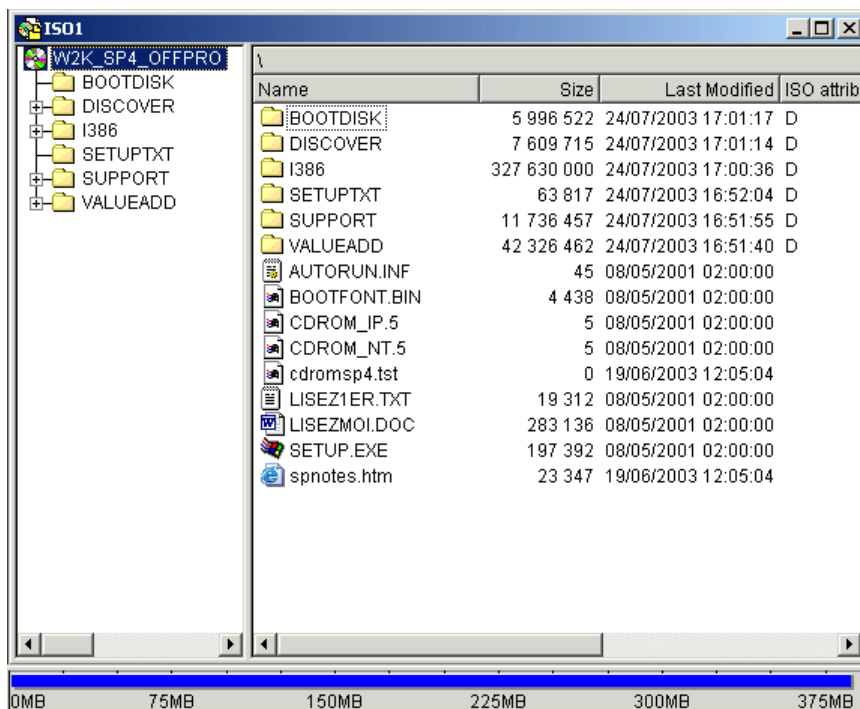 ISO1
W2K_SP4_OFFPRO
BOOTDISK
DISCOVER
I386
SETUPTXT
SUPPORT
VALUEADD
\
Name Size Last Modified ISO attrib
BOOTDISK 5 996 522 24/07/2003 17:01:17 D
DISCOVER 7 609 715 24/07/2003 17:01:14 D
I386 327 630 000 24/07/2003 17:00:36 D
SETUPTXT 63 817 24/07/2003 16:52:04 D
SUPPORT 11 736 457 24/07/2003 16:51:55 D
VALUEADD 42 326 462 24/07/2003 16:51:40 D
AUTORUN.INF 45 08/05/2001 02:00:00
BOOTFONT.BIN 4 438 08/05/2001 02:00:00
CDROM_IP.5 5 08/05/2001 02:00:00
CDROM_NT.5 5 08/05/2001 02:00:00
cdromsp4.tst 0 19/06/2003 12:05:04
LISEZ1ER.TXT 19 312 08/05/2001 02:00:00
LISEZMOI.DOC 283 136 08/05/2001 02:00:00
SETUP.EXE 197 392 08/05/2001 02:00:00
spnotes.htm 23 347 19/06/2003 12:05:04
0MB 75MB 150MB 225MB 300MB 375MB